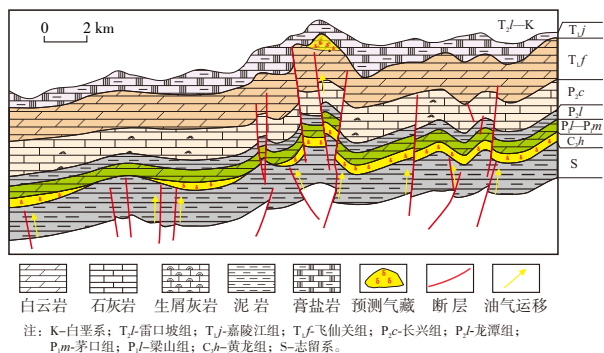 0 2 km
T₂l—K
T₁j
T₁f
P₂c
P₂l
P₁l—P₁m
C₂h
S
白云岩 石灰岩 生屑灰岩 泥岩 膏盐岩 预测气藏 断层 油气运移
注：K–白垩系；T₂l-雷口坡组；T₁j-嘉陵江组；T₁f-飞仙关组；P₂c-长兴组；P₂l-龙潭组；
P₁m-茅口组；P₁l-梁山组；C₂h-黄龙组；S-志留系。